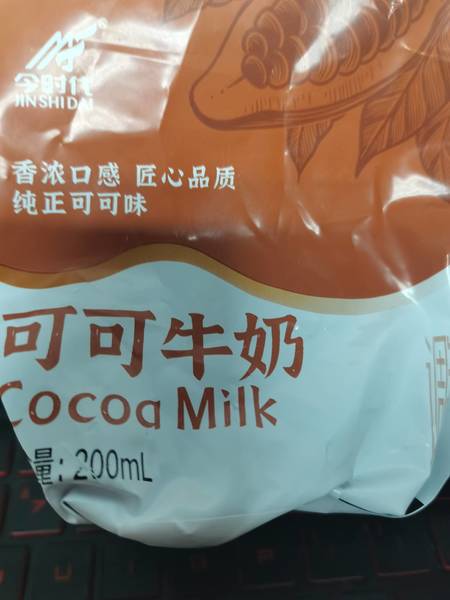 今时代
JINSHIDAI
香浓口感 匠心品质
纯正可可味
可可牛奶
Cocoa Milk
量: 200mL
调